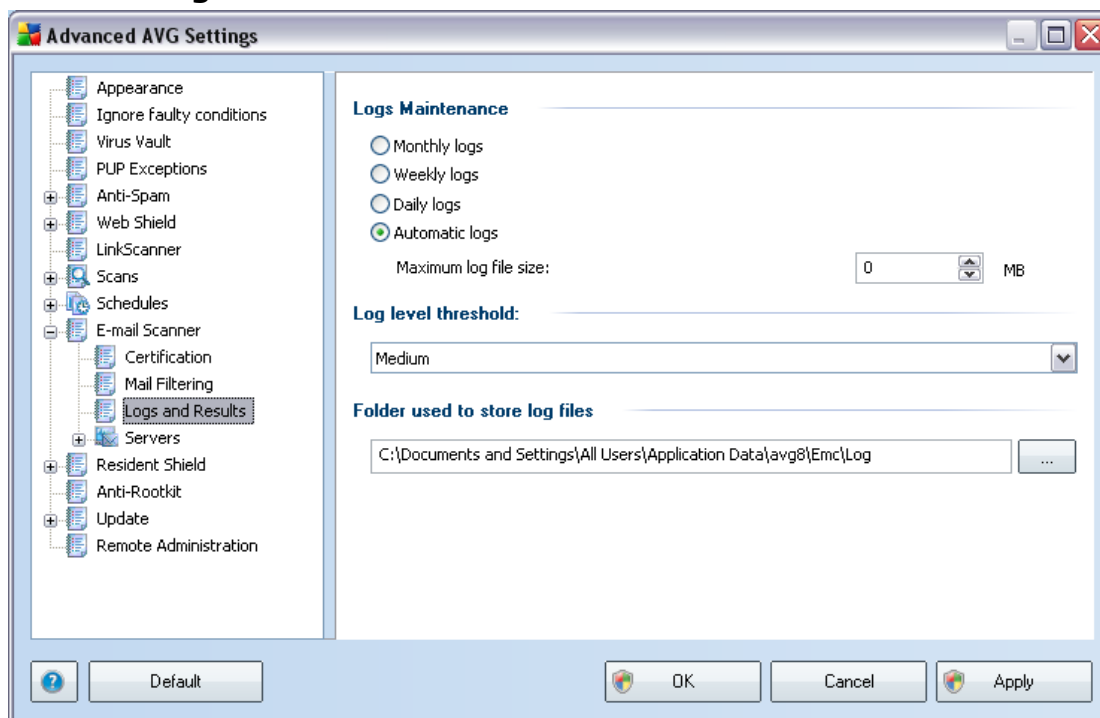 Advanced AVG Settings
Appearance
Ignore faulty conditions
Virus Vault
PUP Exceptions
Anti-Spam
Web Shield
LinkScanner
Scans
Schedules
E-mail Scanner
Certification
Mail Filtering
Logs and Results
Servers
Resident Shield
Anti-Rootkit
Update
Remote Administration
Logs Maintenance
Monthly logs
Weekly logs
Daily logs
Automatic logs
Maximum log file size: 0 MB
Log level threshold:
Medium
Folder used to store log files
C:\Documents and Settings\All Users\Application Data\avg8\Emc\Log ...
Default OK Cancel Apply